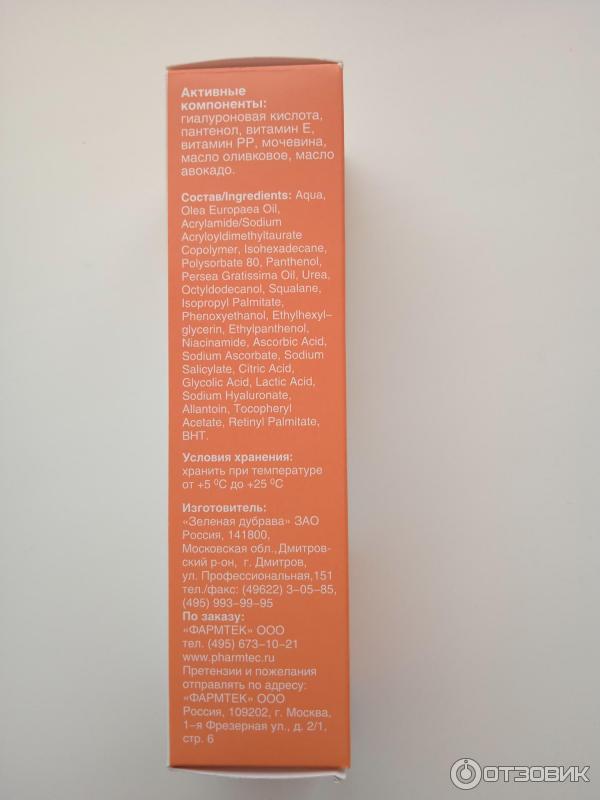 Активные
компоненты:
гиалуроновая кислота,
пантенол, витамин Е,
витамин РР, мочевина,
масло оливковое, масло
авокадо.
Состав/Ingredients: Aqua,
Olea Europaea Oil,
Acrylamide/Sodium
Acryloyldimethyltaurate
Copolymer, Isohexadecane,
Polysorbate 80, Panthenol,
Persea Gratissima Oil, Urea,
Octyldodecanol, Squalane,
Isopropyl Palmitate,
Phenoxyethanol, Ethylhexyl-
glycerin, Ethylpanthenol,
Niacinamide, Ascorbic Acid,
Sodium Ascorbate, Sodium
Salicylate, Citric Acid,
Glycolic Acid, Lactic Acid,
Sodium Hyaluronate,
Allantoin, Tocopheryl
Acetate, Retinyl Palmitate,
BHT.
Условия хранения:
хранить при температуре
от +5 ⁰С до +25 ⁰С
Изготовитель:
«Зеленая дубрава» ЗАО
Россия, 141800,
Московская обл.,Дмитров-
ский р-он, г. Дмитров,
ул. Профессиональная,151
тел./факс: (49622) 3-05-85,
(495) 993-99-95
По заказу:
«ФАРМТЕК» ООО
тел. (495) 673-10-21
www.pharmtec.ru
Претензии и пожелания
отправлять по адресу:
«ФАРМТЕК» ООО
Россия, 109202, г. Москва,
1-я Фрезерная ул., д. 2/1,
стр. 6
ОТЗОВИК